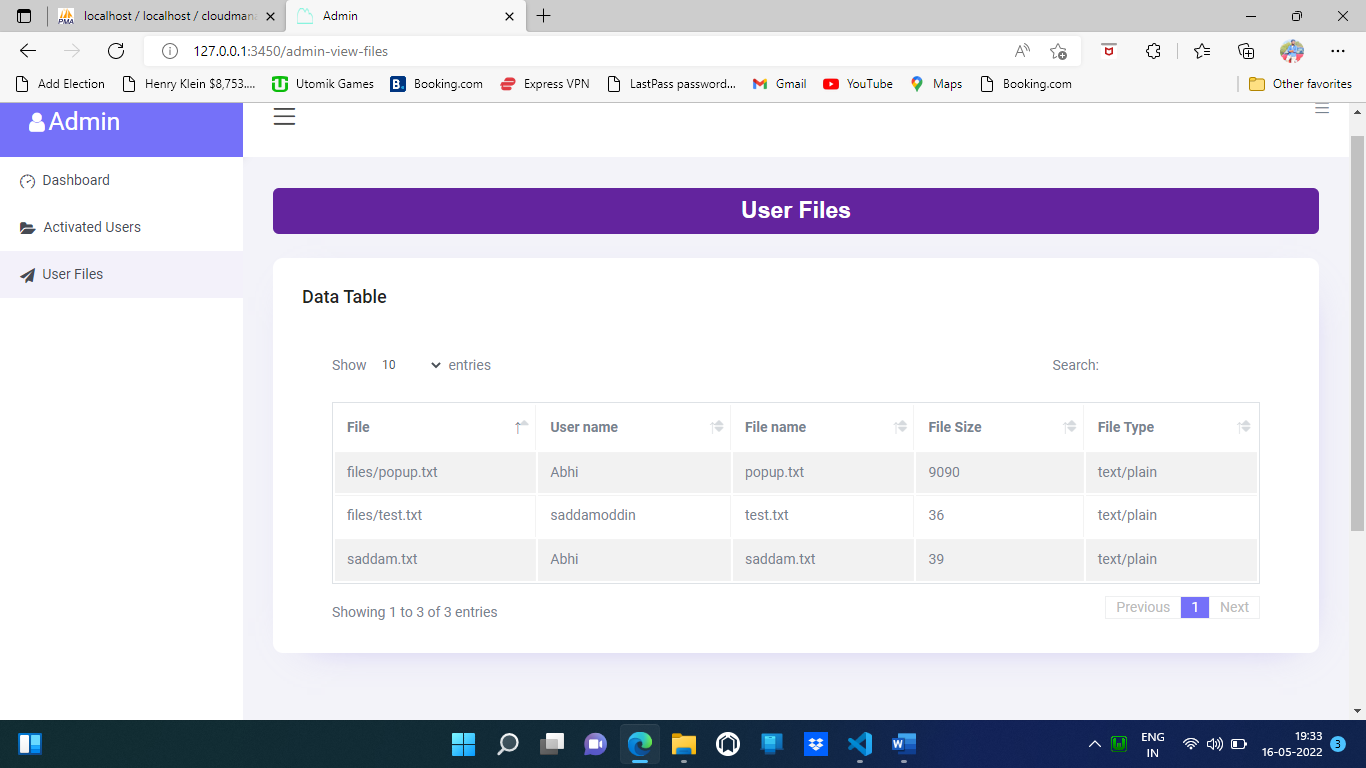 localhost / localhost / cloudmana
Admin
127.0.0.1:3450/admin-view-files
Add Election
Henry Klein $8,753....
Utomik Games
Booking.com
Express VPN
LastPass password...
Gmail
YouTube
Maps
Booking.com
Other favorites
Admin
Dashboard
Activated Users
User Files
User Files
Data Table
Show 10 entries
Search:
File User name File name File Size File Type
files/popup.txt Abhi popup.txt 9090 text/plain
files/test.txt saddamoddin test.txt 36 text/plain
saddam.txt Abhi saddam.txt 39 text/plain
Showing 1 to 3 of 3 entries
Previous 1 Next
ENG
IN
19:33
16-05-2022
3